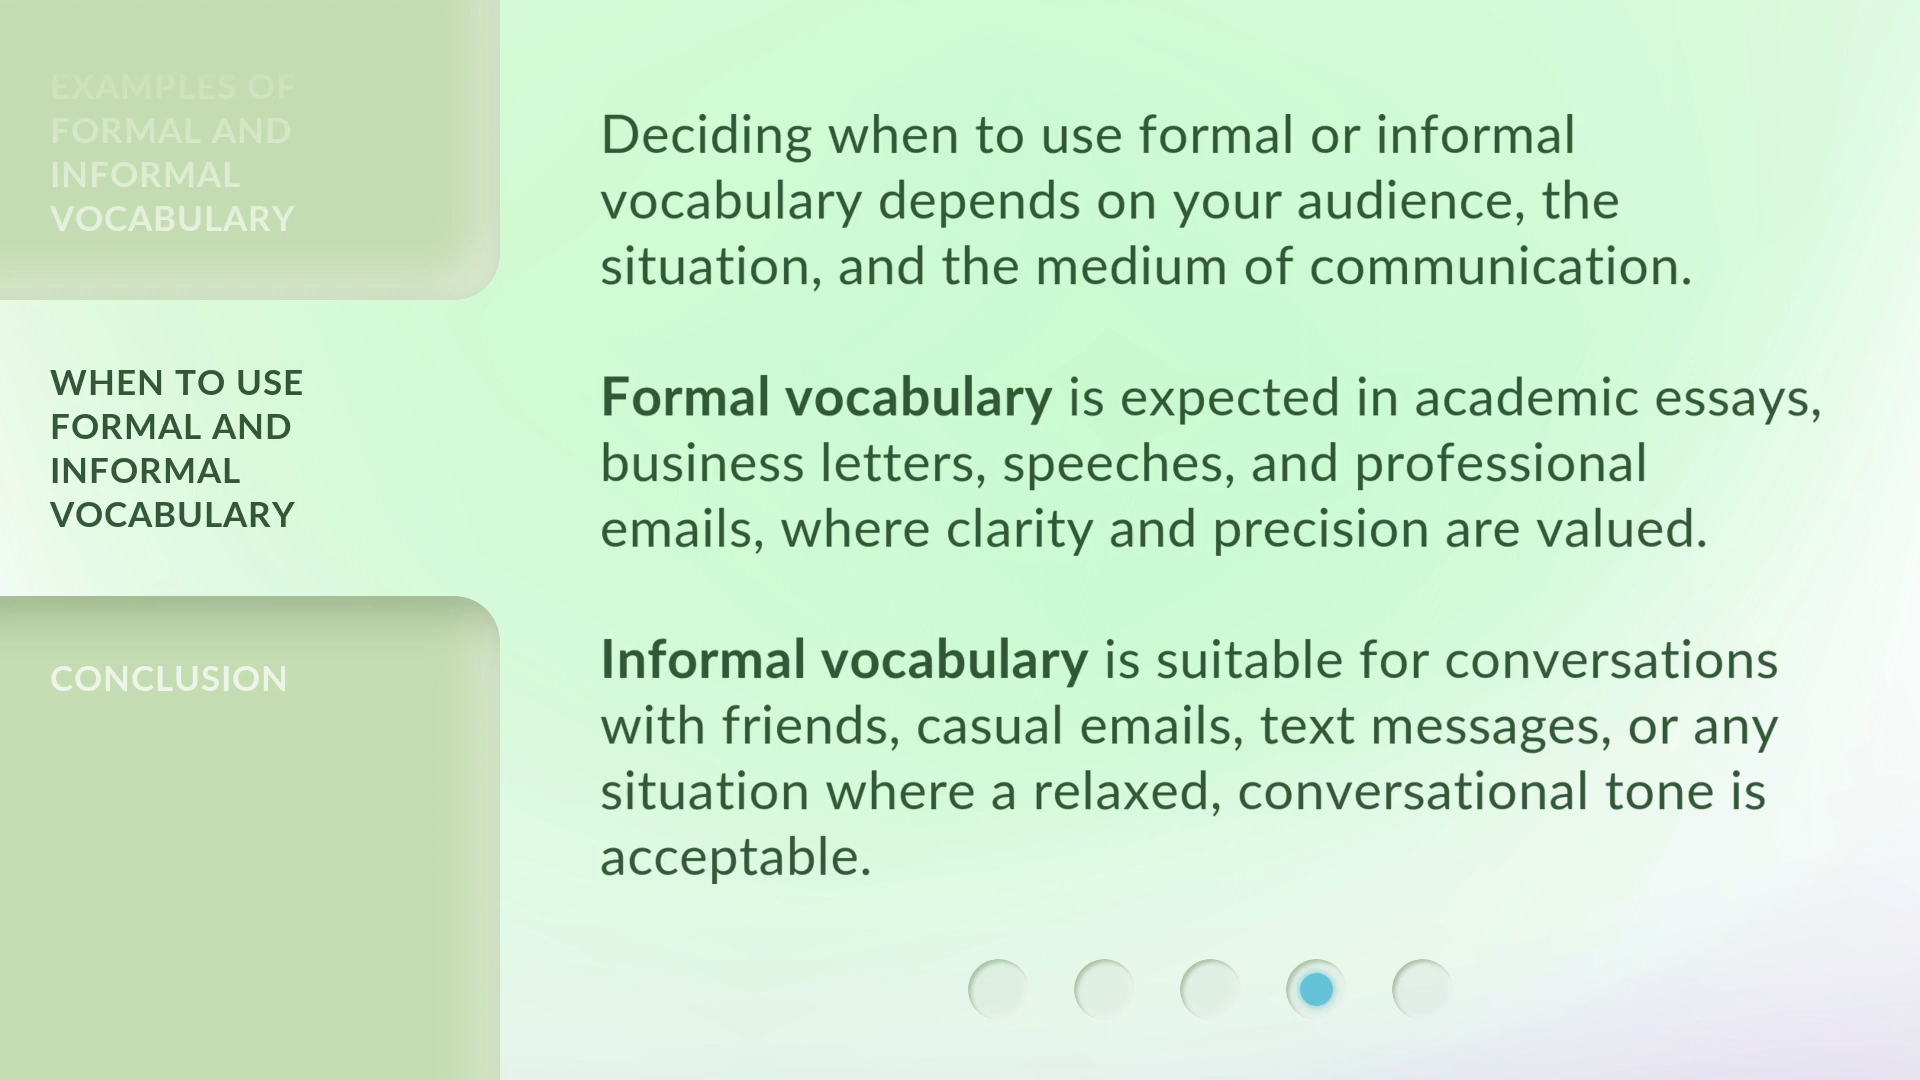 EXAMPLES OF
FORMAL AND
INFORMAL
VOCABULARY
WHEN TO USE
FORMAL AND
INFORMAL
VOCABULARY
CONCLUSION
Deciding when to use formal or informal
vocabulary depends on your audience, the
situation, and the medium of communication.
Formal vocabulary is expected in academic essays,
business letters, speeches, and professional
emails, where clarity and precision are valued.
Informal vocabulary is suitable for conversations
with friends, casual emails, text messages, or any
situation where a relaxed, conversational tone is
acceptable.